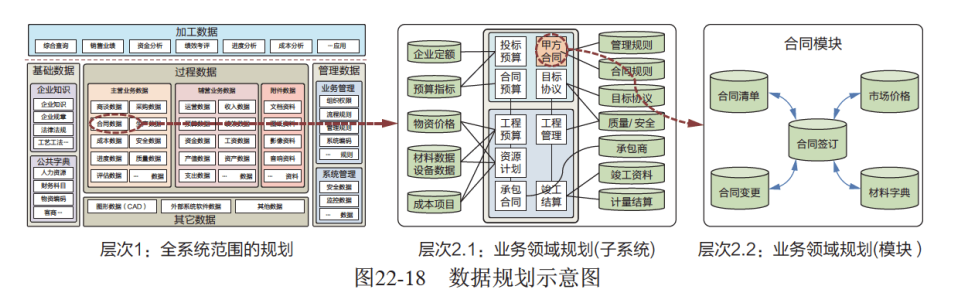 加工数据
综合查询 销售业绩 资金分析 绩效考评 进度分析 成本分析 …应用
基础数据
企业知识
企业知识
企业规章
法律法规
工艺工法…
公共字典
人力资源
财务科目
物资编码
客商…
过程数据
主营业务数据
商谈数据 采购数据
合同数据
成本数据 安全数据
进度数据 质量数据
评估数据 … 数据
辅营业务数据
运营数据 收入数据
资金数据 工资数据
产值数据 资产数据
支出数据 … 数据
附件数据
文档资料
影像资料
音响资料
… 资料
管理数据
业务管理
组织权限
流程规则
管理规则
系统编码
… 规则
系统管理
安全数据
监控数据
… 数据
图形数据（CAD） 外部系统软件数据 其他数据
其它数据
层次1：全系统范围的规划
企业定额
预算指标
物资价格
材料数据
设备数据
成本项目
投标
预算
甲方
合同
合同
预算
目标
协议
工程
预算
工程
管理
资源
计划
承包
合同
竣工
结算
管理规则
合同规则
目标协议
质量/安全
承包商
竣工资料
计量结算
层次2.1：业务领域规划(子系统)
合同模块
合同清单
市场价格
合同签订
合同变更
材料字典
层次2.2：业务领域规划(模块）
图22-18 数据规划示意图